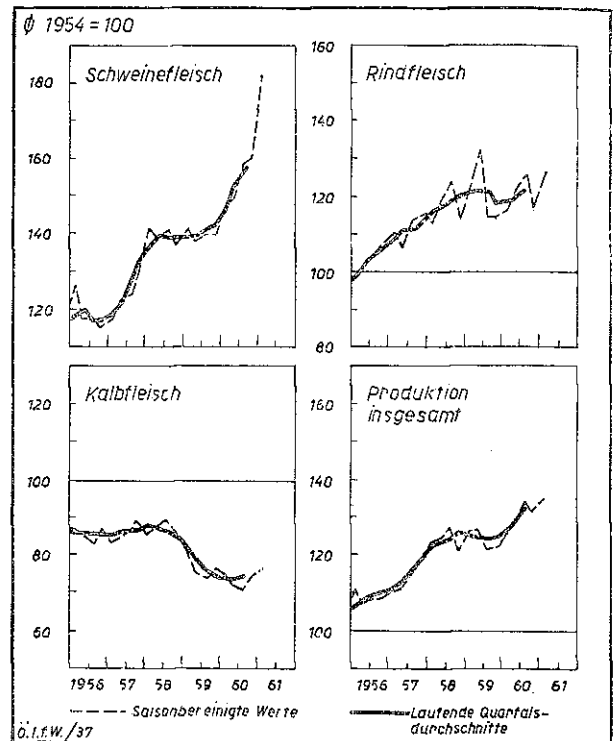 ϕ 1954 = 100
Schweinefleisch
180
160
140
120
Rindfleisch
160
140
120
100
80
Kalbfleisch
120
100
80
60
Produktion
insgesamt
160
140
120
100
1956 57 58 59 60 61
1956 57 58 59 60 61
Saisonbereinigte Werte
Laufende Quartals-
durchschnitte
Ö.I.f.W./37